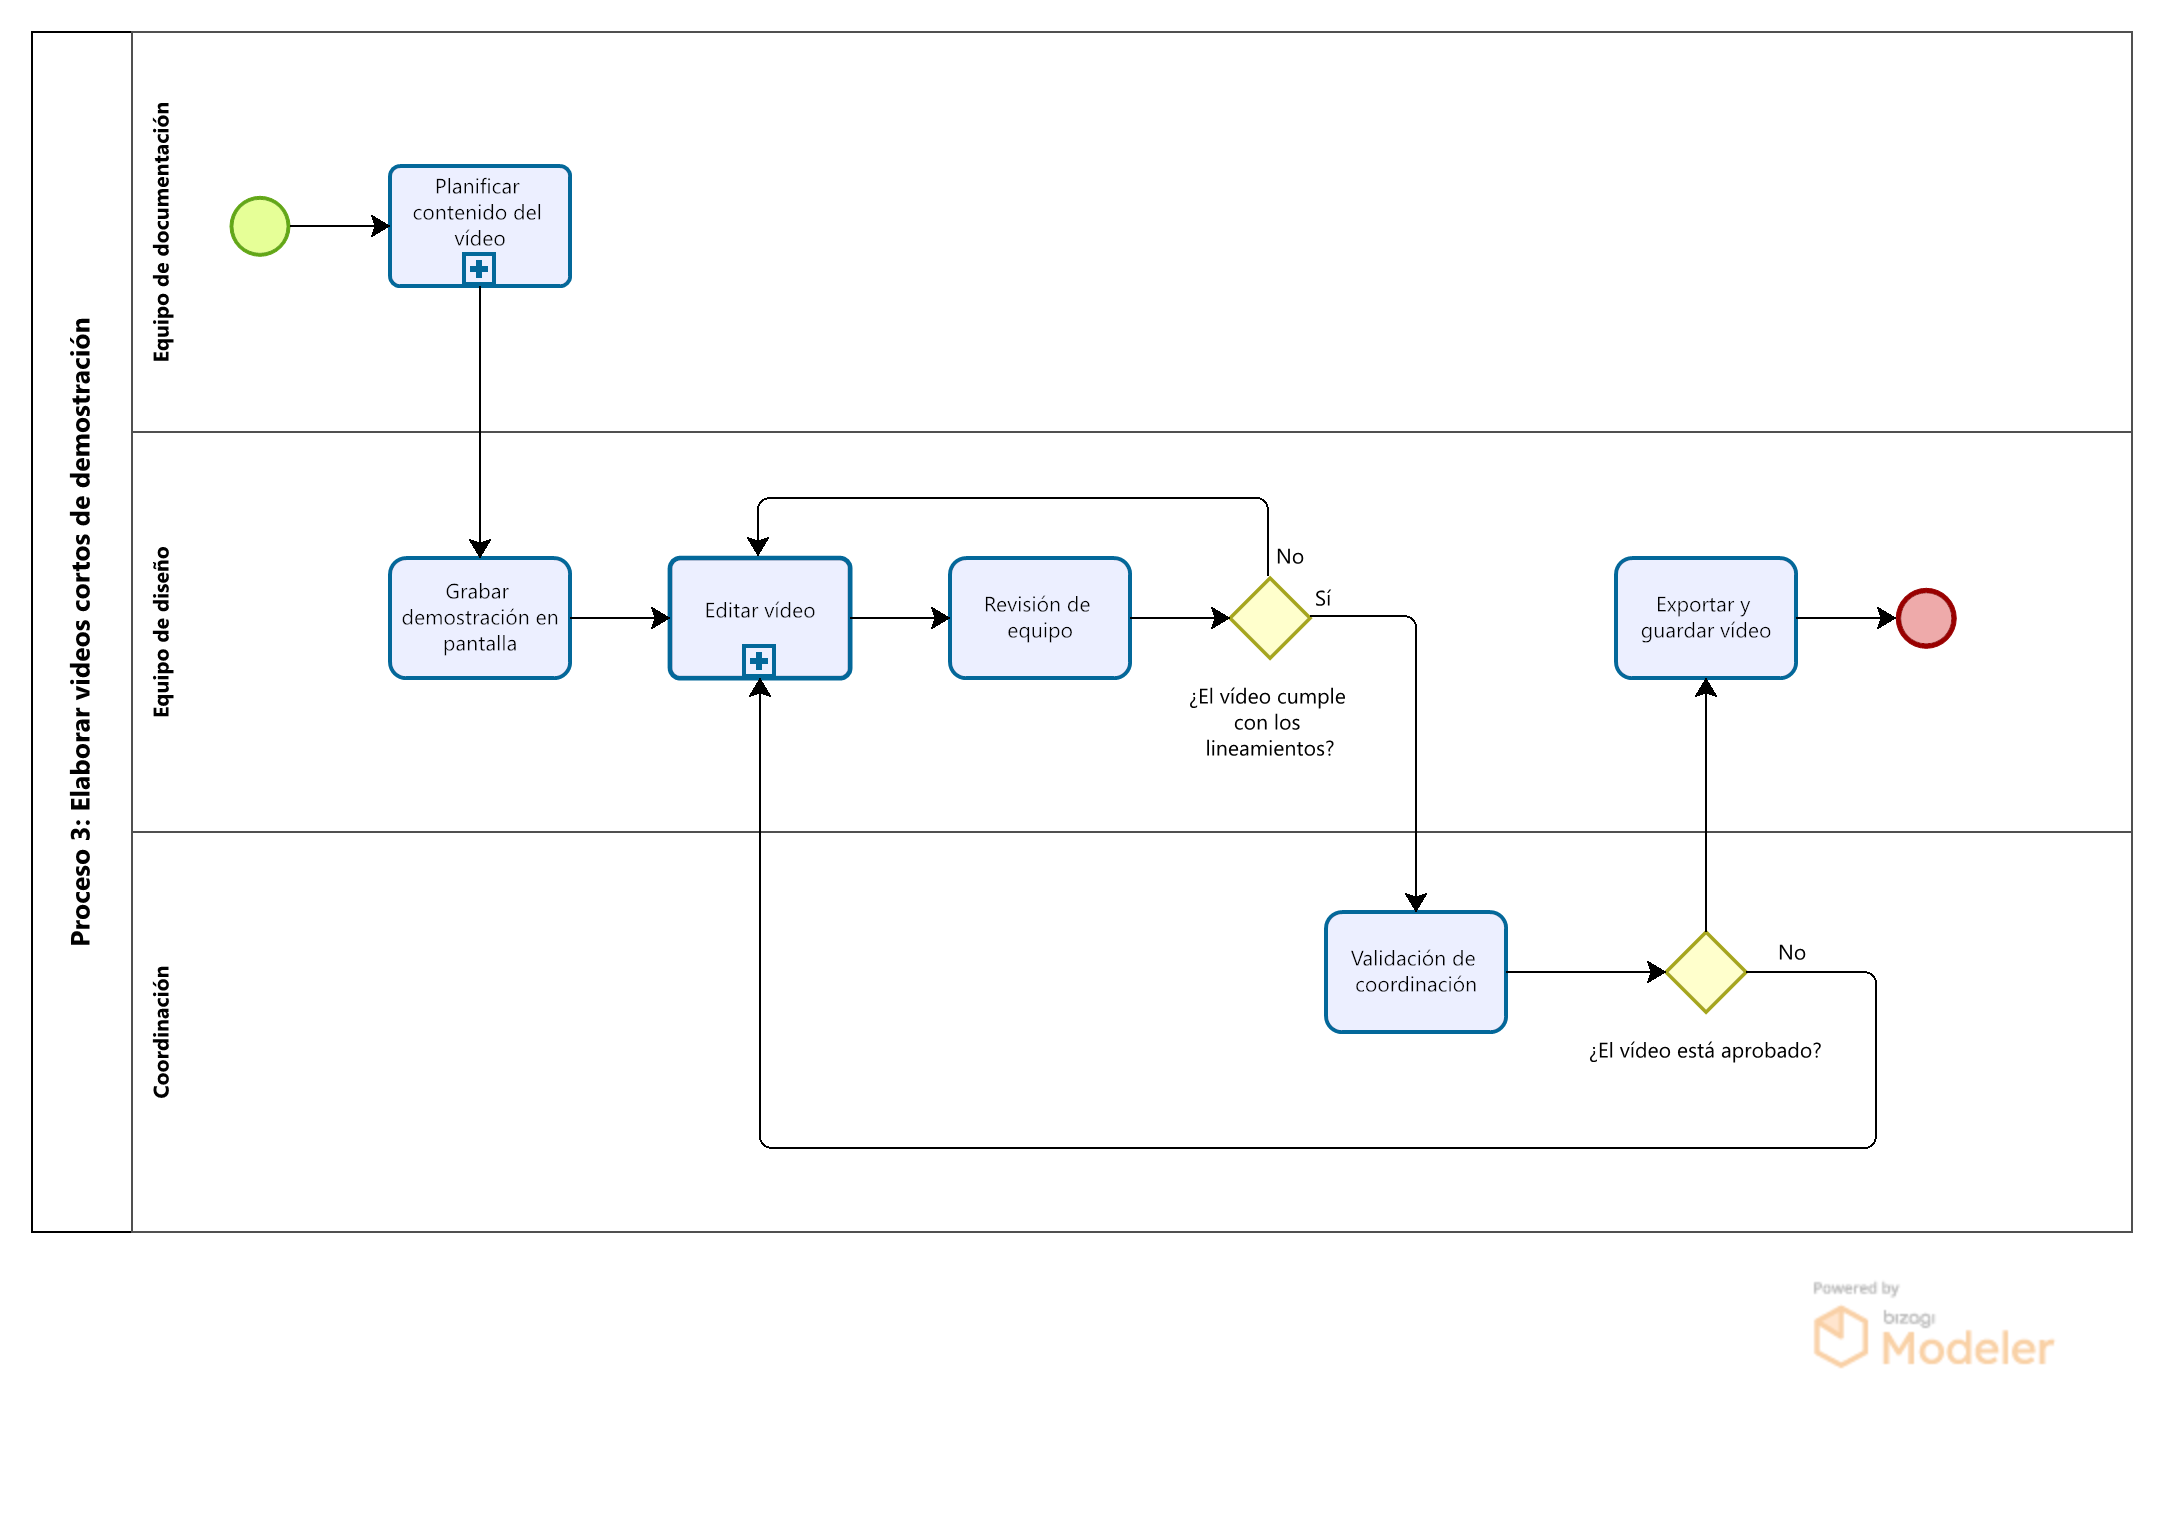 Proceso 3: Elaborar videos cortos de demostración
Equipo de documentación
Planificar
contenido del
vídeo
Equipo de diseño
Grabar
demostración en
pantalla
Editar vídeo
Revisión de
equipo
No
Sí
¿El vídeo cumple
con los
lineamientos?
Exportar y
guardar vídeo
Coordinación
Validación de
coordinación
No
¿El vídeo está aprobado?
Powered by
bizagi
Modeler